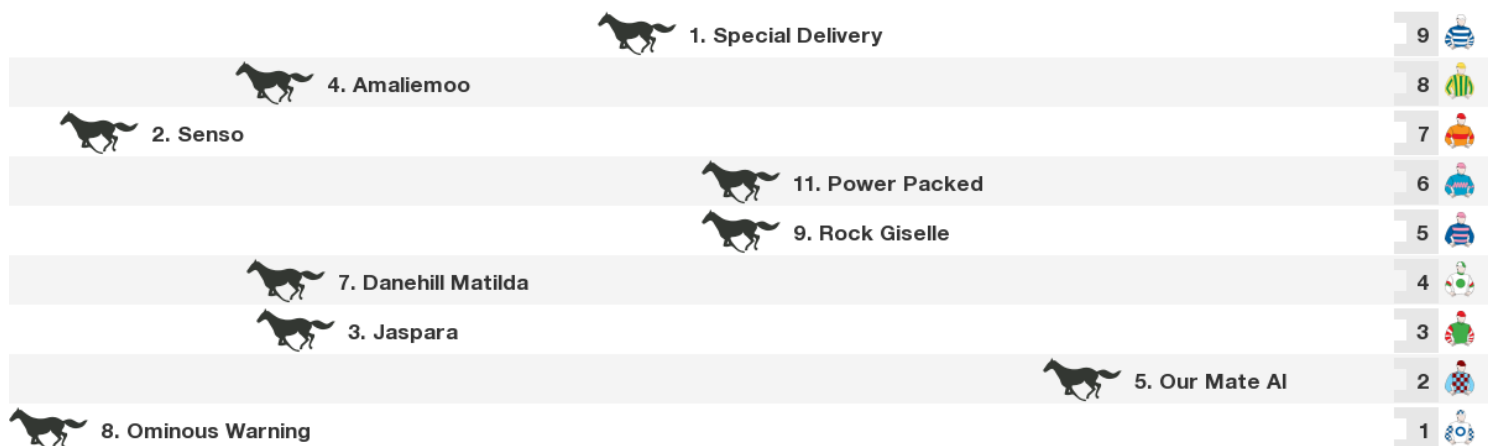 1. Special Delivery 9
4. Amaliemoo 8
2. Senso 7
11. Power Packed 6
9. Rock Giselle 5
7. Danehill Matilda 4
3. Jaspara 3
5. Our Mate Al 2
8. Ominous Warning 1